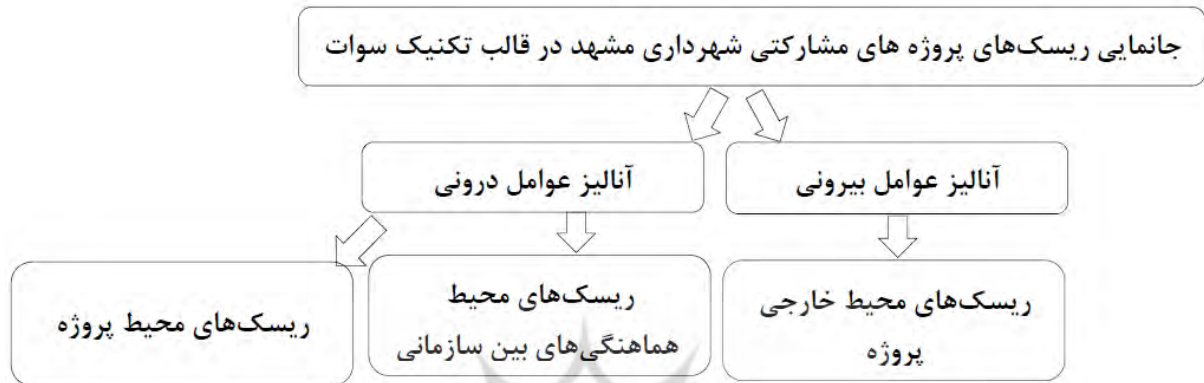 جانمایی ریسک‌های پروژه های مشارکتی شهرداری مشهد در قالب تکنیک سوات
آنالیز عوامل بیرونی
آنالیز عوامل درونی
ریسک‌های محیط خارجی
پروژه
ریسک‌های محیط
هماهنگی‌های بین سازمانی
ریسک‌های محیط پروژه